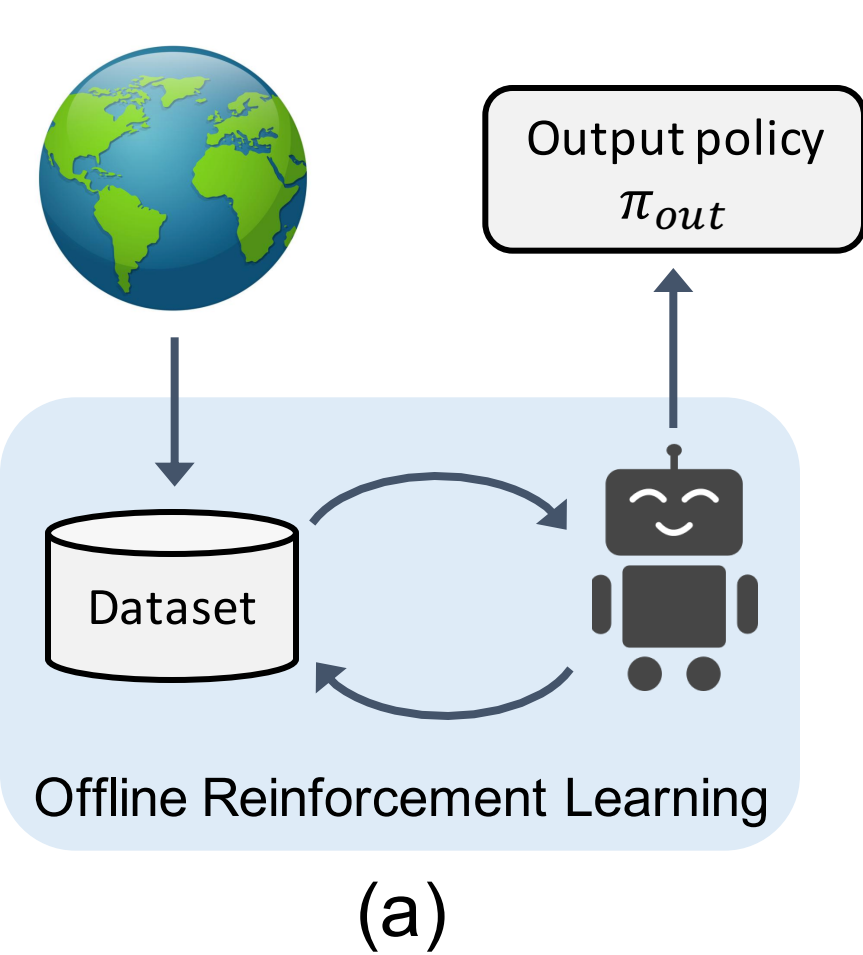 Output policy
π_out
Dataset
Offline Reinforcement Learning
(a)